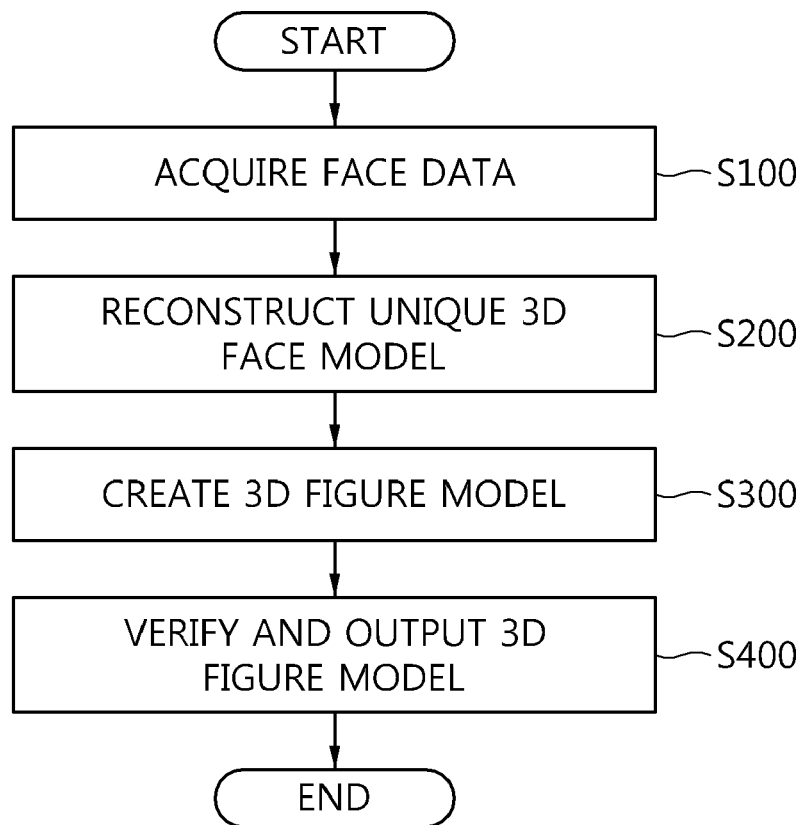 START
ACQUIRE FACE DATA
S100
RECONSTRUCT UNIQUE 3D
FACE MODEL
S200
CREATE 3D FIGURE MODEL
S300
VERIFY AND OUTPUT 3D
FIGURE MODEL
S400
END